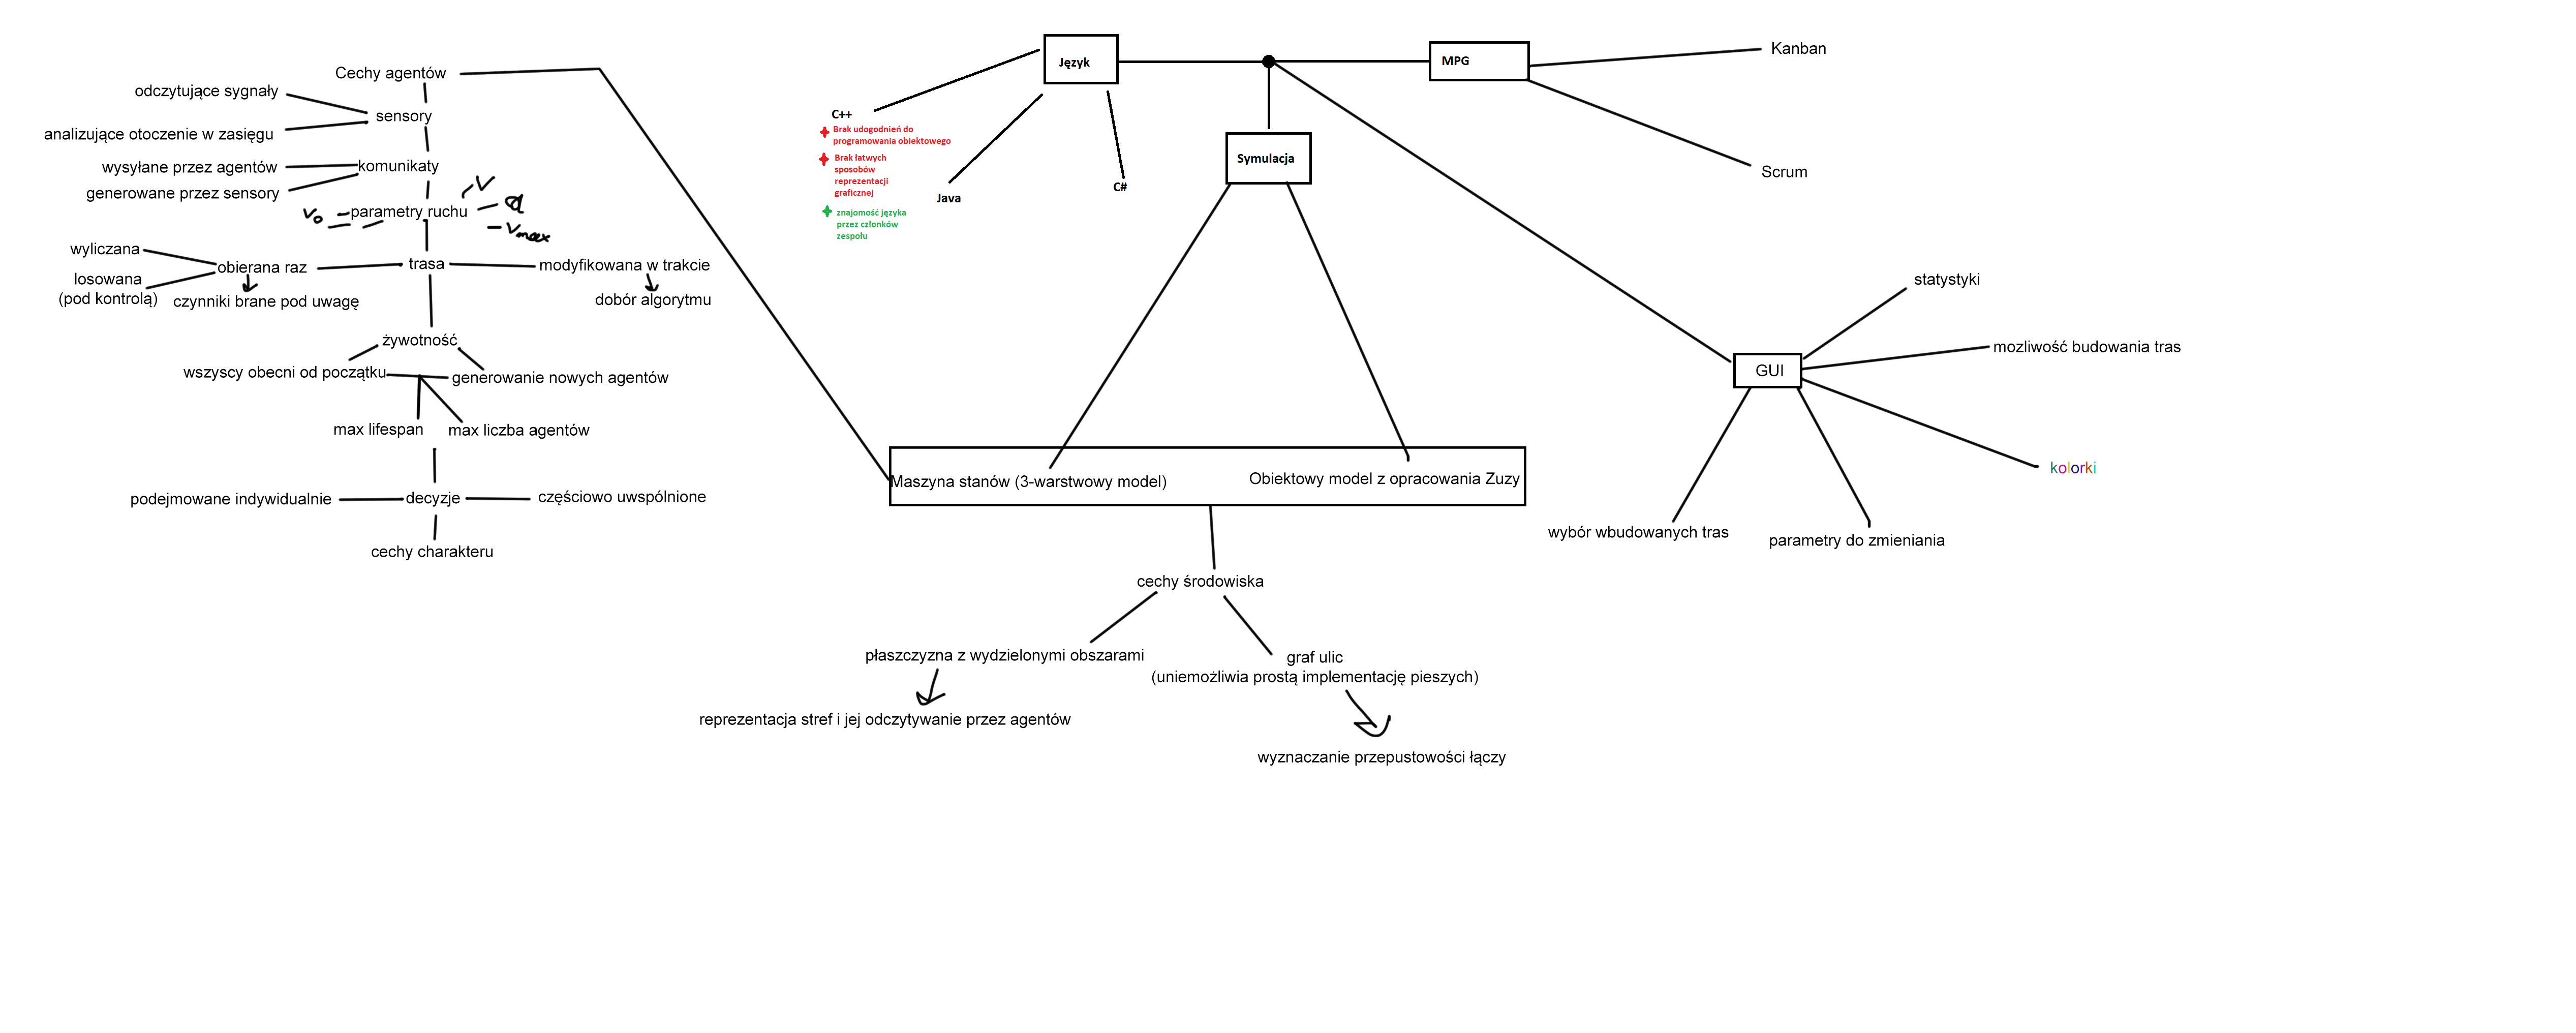 Cechy agentów
odczytujące sygnały
sensory
analizujące otoczenie w zasięgu
wysyłane przez agentów
komunikaty
generowane przez sensory
V
a
v0
parametry ruchu
vmax
wyliczana
obierana raz
trasa
modyfikowana w trakcie
losowana
(pod kontrolą)
czynniki brane pod uwagę
dobór algorytmu
żywotność
wszyscy obecni od początku
generowanie nowych agentów
max lifespan
max liczba agentów
podejmowane indywidualnie
decyzje
częściowo uwspólnione
cechy charakteru
Język
C++
Brak udogodnień do
programowania obiektowego
Brak łatwych
sposobów
reprezentacji
graficznej
znajomość języka
przez członków
zespołu
Java
C#
MPG
Kanban
Scrum
Symulacja
Maszyna stanów (3-warstwowy model)
Obiektowy model z opracowania Zuzy
cechy środowiska
płaszczyzna z wydzielonymi obszarami
reprezentacja stref i jej odczytywanie przez agentów
graf ulic
(uniemożliwia prostą implementację pieszych)
wyznaczanie przepustowości łączy
GUI
statystyki
mozliwość budowania tras
kolorki
wybór wbudowanych tras
parametry do zmieniania